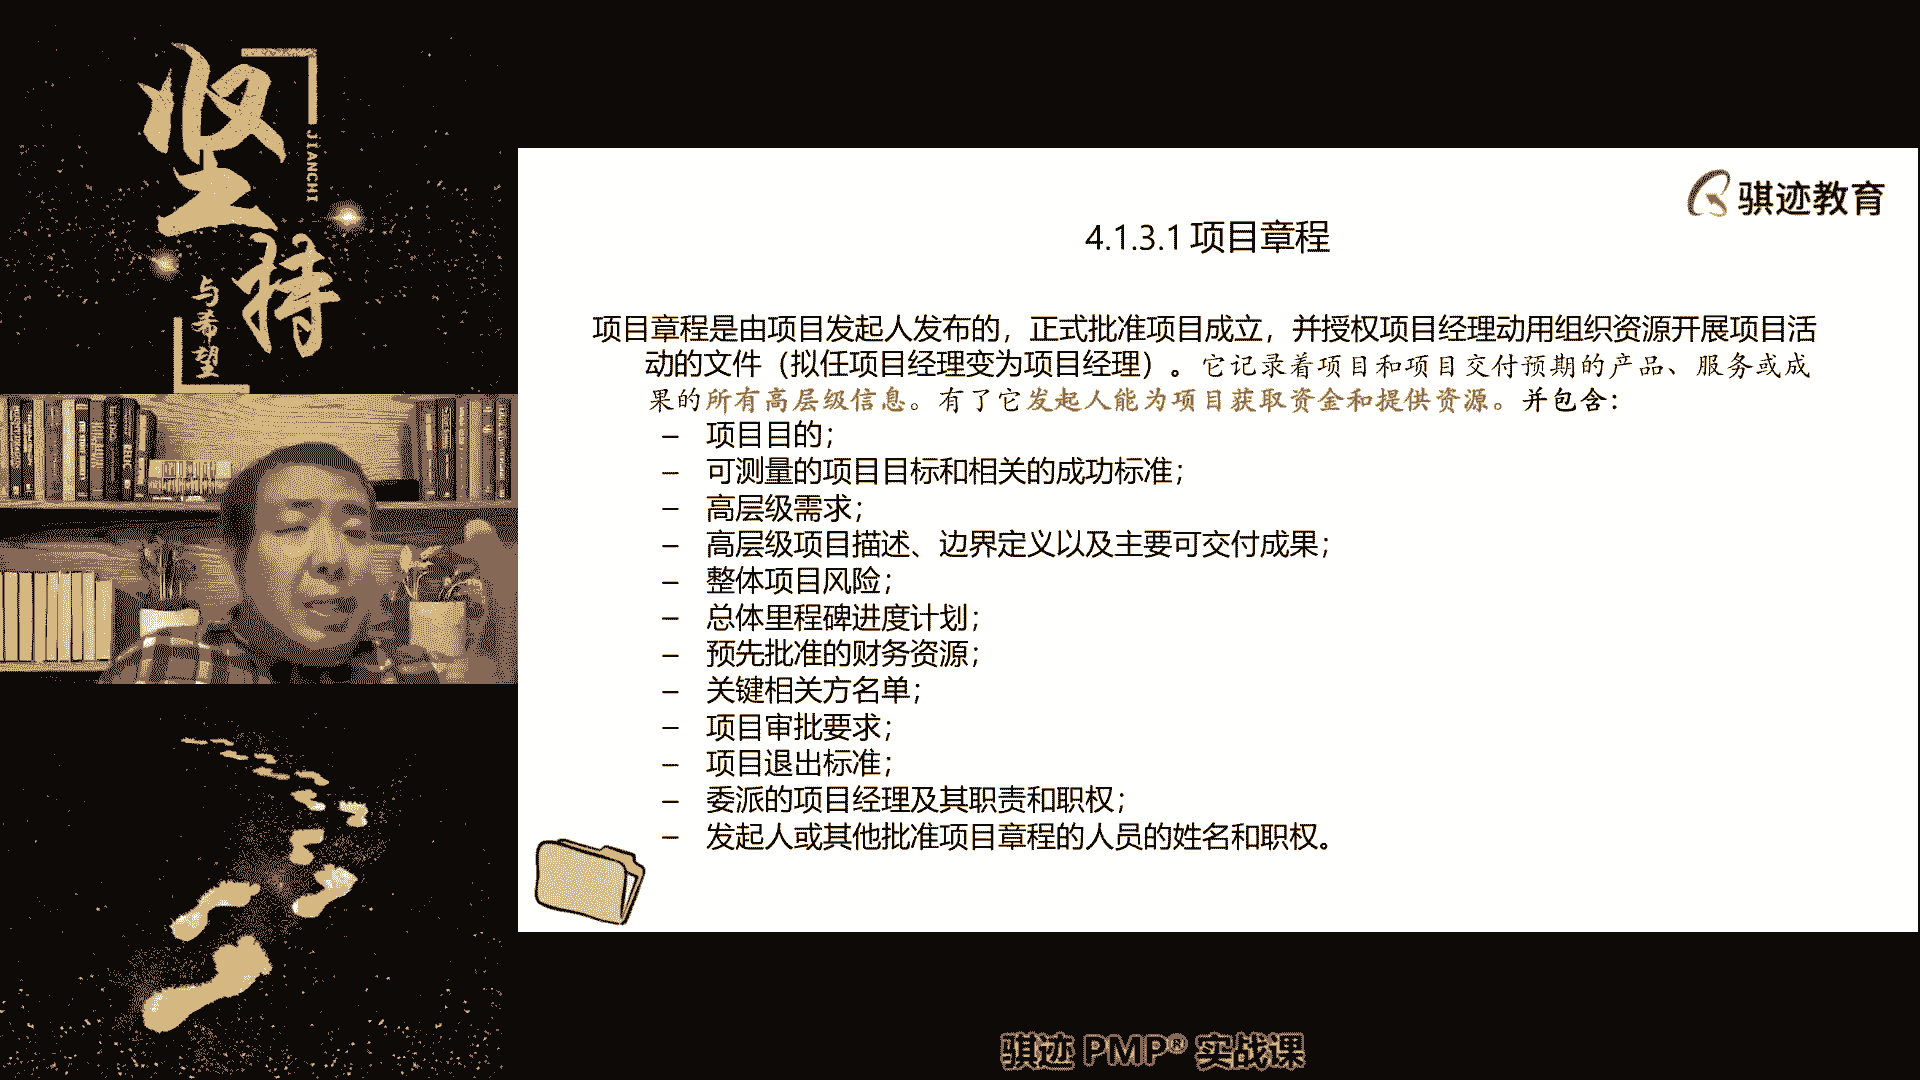 坚持
JIANCHI
与希望
骐迹教育
4.1.3.1 项目章程
项目章程是由项目发起人发布的，正式批准项目成立，并授权项目经理动用组织资源开展项目活
动的文件（拟任项目经理变为项目经理）。它记录着项目和项目交付预期的产品、服务或成
果的所有高层级信息。有了它发起人能为项目获取资金和提供资源。并包含：
– 项目目的；
– 可测量的项目目标和相关的成功标准；
– 高层级需求；
– 高层级项目描述、边界定义以及主要可交付成果；
– 整体项目风险；
– 总体里程碑进度计划；
– 预先批准的财务资源；
– 关键相关方名单；
– 项目审批要求；
– 项目退出标准；
– 委派的项目经理及其职责和职权；
– 发起人或其他批准项目章程的人员的姓名和职权。
骐迹 PMP® 实战课